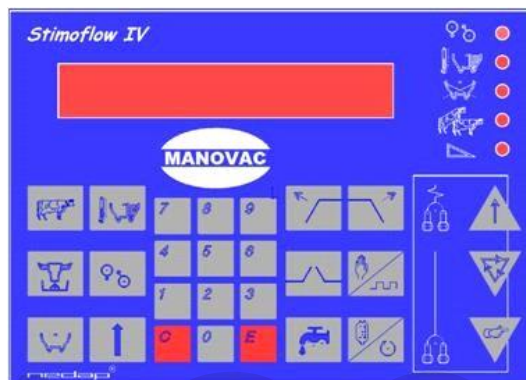 Stimoflow IV
MANOVAC
7 8 9
4 5 6
1 2 3
C 0 E
nedap®